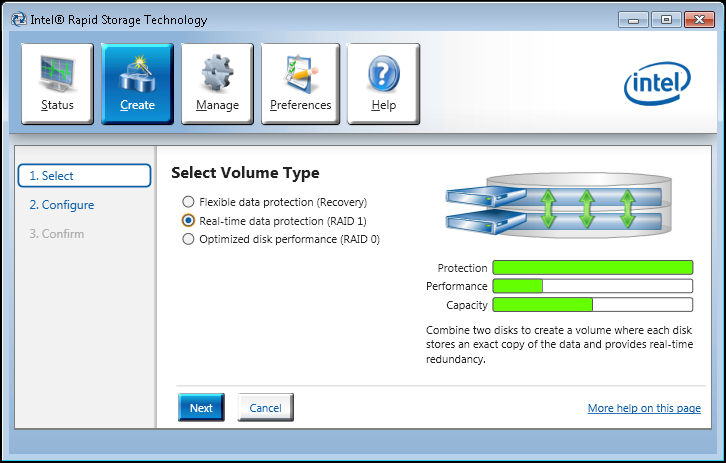 Intel® Rapid Storage Technology
Status
Create
Manage
Preferences
Help
intel
1. Select
2. Configure
3. Confirm
Select Volume Type
Flexible data protection (Recovery)
Real-time data protection (RAID 1)
Optimized disk performance (RAID 0)
Protection
Performance
Capacity
Combine two disks to create a volume where each disk
stores an exact copy of the data and provides real-time
redundancy.
Next
Cancel
More help on this page